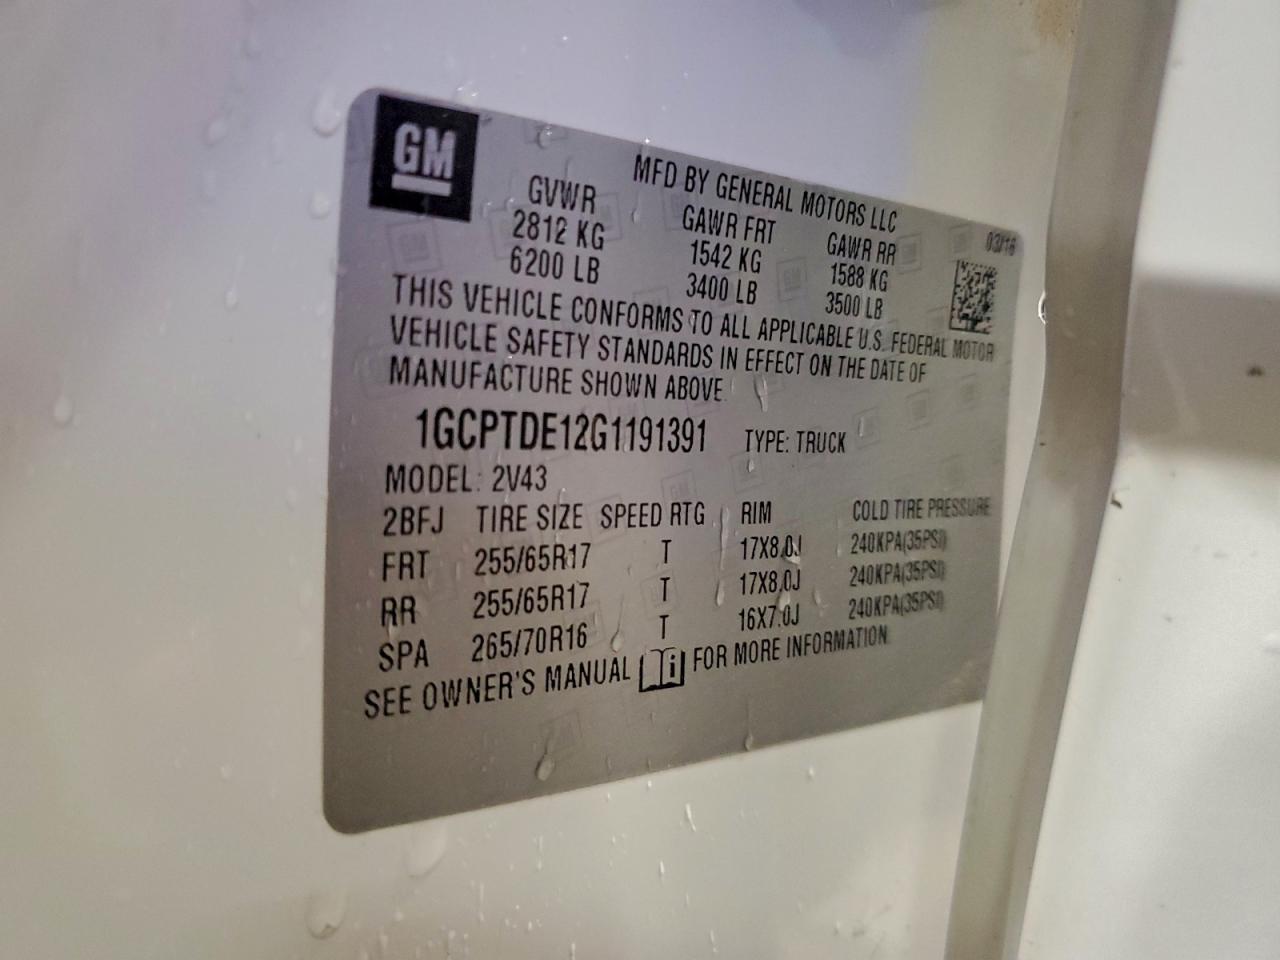 GM
MFD BY GENERAL MOTORS LLC
03/16
GVWR GAWR FRT GAWR RR
2812 KG 1542 KG 1588 KG
6200 LB 3400 LB 3500 LB
THIS VEHICLE CONFORMS TO ALL APPLICABLE U.S. FEDERAL MOTOR
VEHICLE SAFETY STANDARDS IN EFFECT ON THE DATE OF
MANUFACTURE SHOWN ABOVE.
1GCPTDE12G1191391 TYPE: TRUCK
MODEL: 2V43
2BFJ TIRE SIZE SPEED RTG RIM COLD TIRE PRESSURE
FRT 255/65R17 T 17X8.0J 240KPA(35PSI)
RR 255/65R17 T 17X8.0J 240KPA(35PSI)
SPA 265/70R16 T 16X7.0J 240KPA(35PSI)
SEE OWNER'S MANUAL FOR MORE INFORMATION